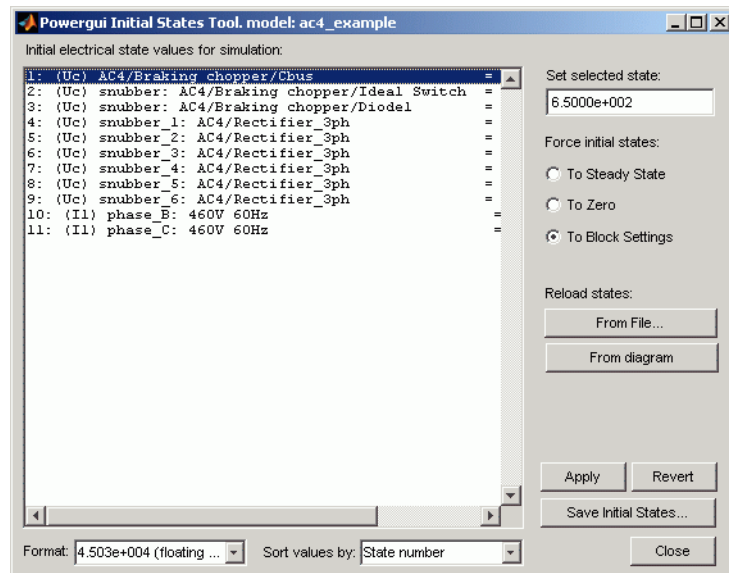 Powergui Initial States Tool. model: ac4_example
Initial electrical state values for simulation:
1: (Uc) AC4/Braking chopper/Cbus =
2: (Uc) snubber: AC4/Braking chopper/Ideal Switch =
3: (Uc) snubber: AC4/Braking chopper/Diode1 =
4: (Uc) snubber_1: AC4/Rectifier_3ph =
5: (Uc) snubber_2: AC4/Rectifier_3ph =
6: (Uc) snubber_3: AC4/Rectifier_3ph =
7: (Uc) snubber_4: AC4/Rectifier_3ph =
8: (Uc) snubber_5: AC4/Rectifier_3ph =
9: (Uc) snubber_6: AC4/Rectifier_3ph =
10: (Il) phase_B: 460V 60Hz =
11: (Il) phase_C: 460V 60Hz =
Set selected state:
6.5000e+002
Force initial states:
To Steady State
To Zero
To Block Settings
Reload states:
From File...
From diagram
Apply
Revert
Save Initial States...
Format: 4.503e+004 (floating ...
Sort values by: State number
Close